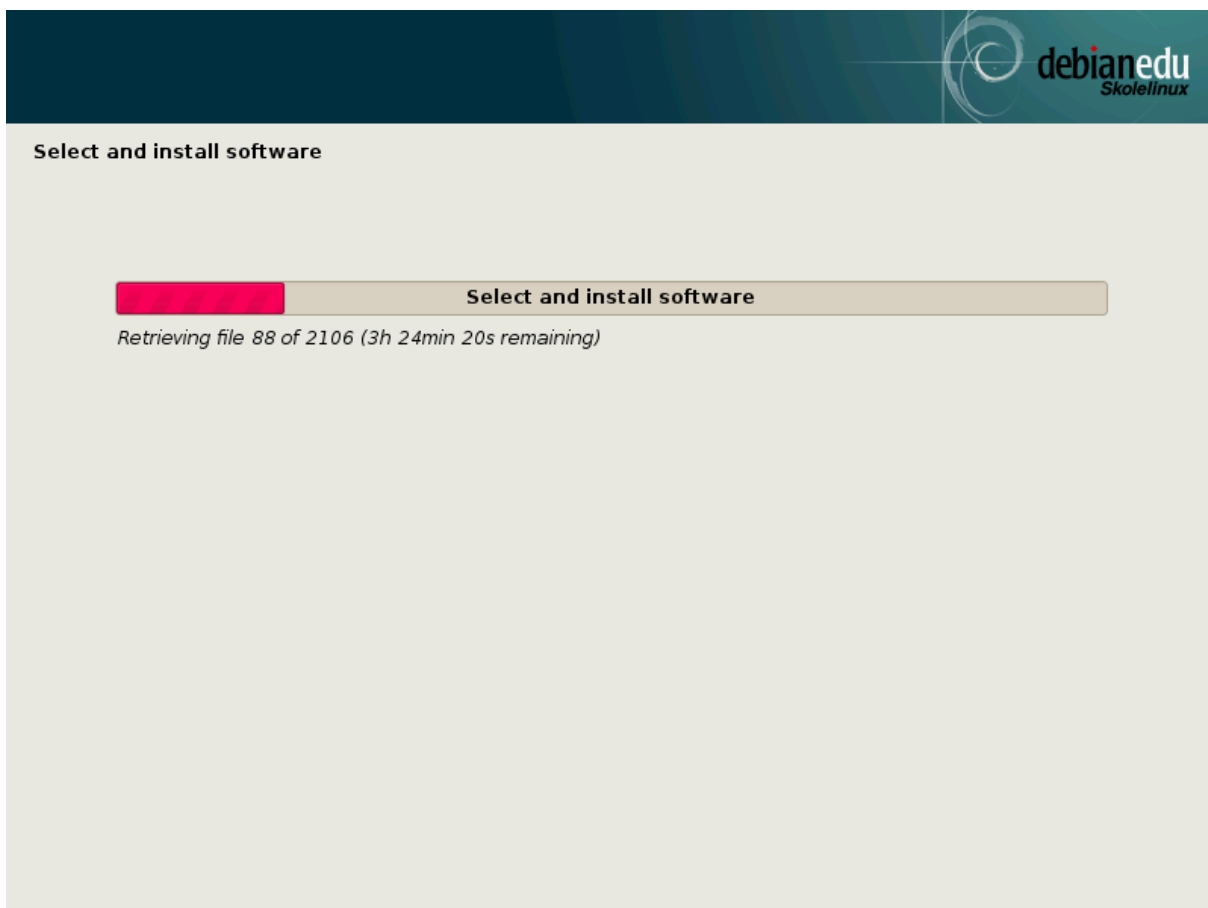 debianedu
Skolelinux
Select and install software
Select and install software
Retrieving file 88 of 2106 (3h 24min 20s remaining)